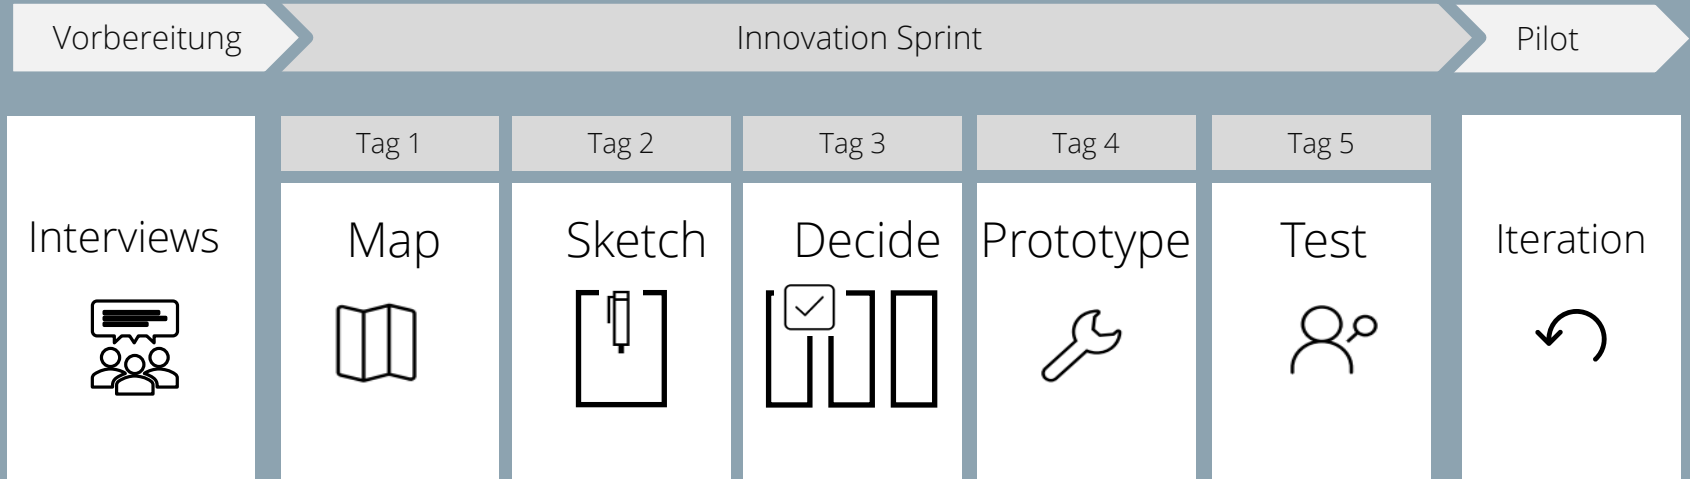 Vorbereitung
Innovation Sprint
Pilot
Interviews
Tag 1
Map
Tag 2
Sketch
Tag 3
Decide
Tag 4
Prototype
Tag 5
Test
Iteration